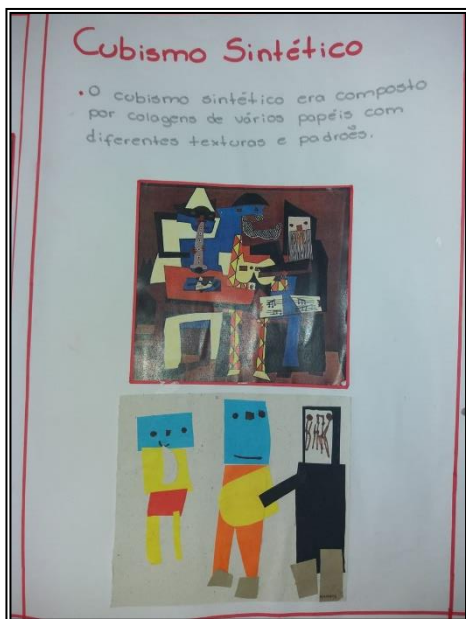 Cubismo Sintético
• O cubismo sintético era composto
por colagens de vários papéis com
diferentes texturas e padrões.